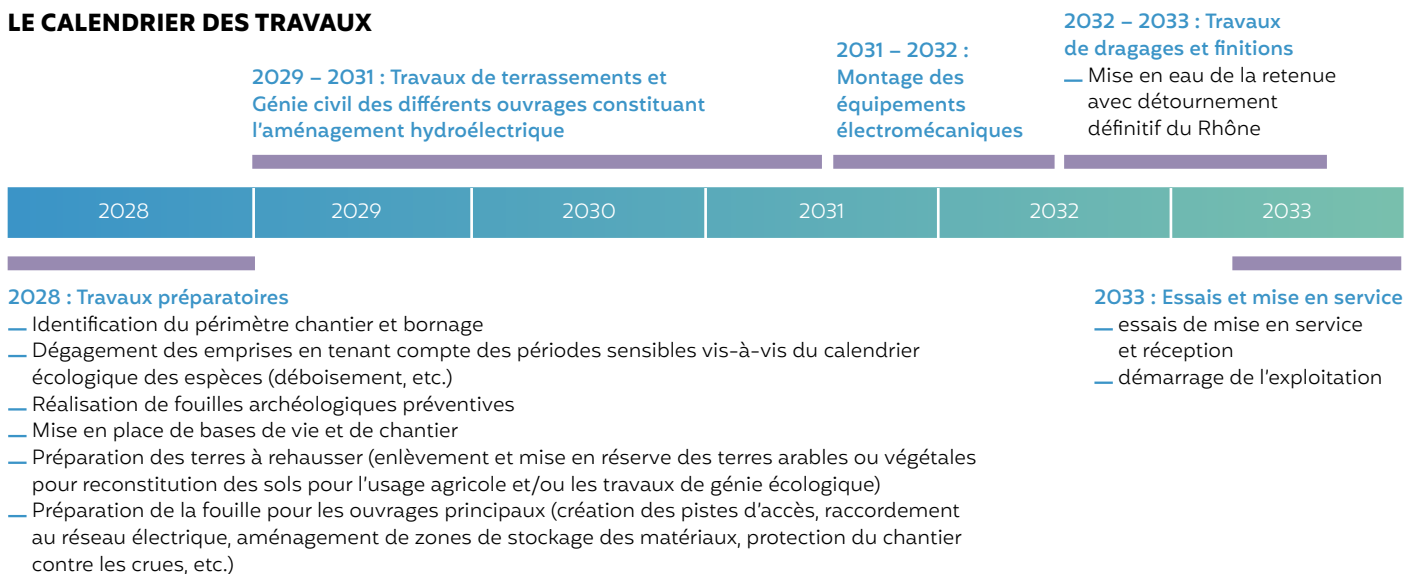 LE CALENDRIER DES TRAVAUX
2029 – 2031 : Travaux de terrassements et
Génie civil des différents ouvrages constituant
l'aménagement hydroélectrique
2031 – 2032 :
Montage des
équipements
électromécaniques
2032 – 2033 : Travaux
de dragages et finitions
— Mise en eau de la retenue
avec détournement
définitif du Rhône
2028
2029
2030
2031
2032
2033
2028 : Travaux préparatoires
— Identification du périmètre chantier et bornage
— Dégagement des emprises en tenant compte des périodes sensibles vis-à-vis du calendrier
écologique des espèces (déboisement, etc.)
— Réalisation de fouilles archéologiques préventives
— Mise en place de bases de vie et de chantier
— Préparation des terres à rehausser (enlèvement et mise en réserve des terres arables ou végétales
pour reconstitution des sols pour l'usage agricole et/ou les travaux de génie écologique)
— Préparation de la fouille pour les ouvrages principaux (création des pistes d'accès, raccordement
au réseau électrique, aménagement de zones de stockage des matériaux, protection du chantier
contre les crues, etc.)
2033 : Essais et mise en service
— essais de mise en service
et réception
— démarrage de l'exploitation